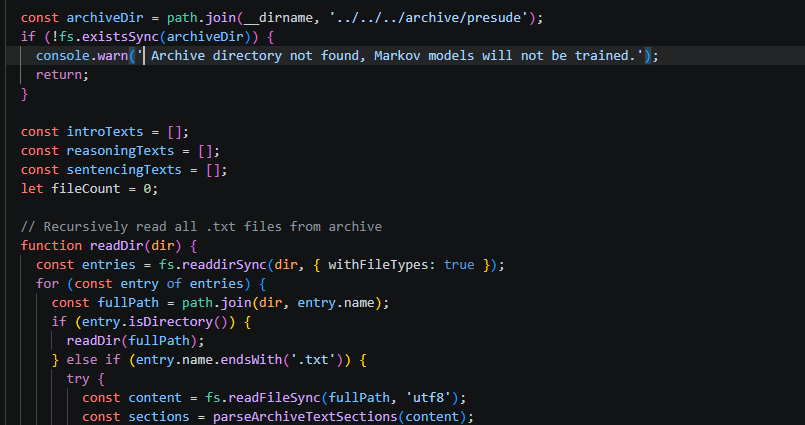 const archiveDir = path.join(__dirname, '../../../archive/presude');
if (!fs.existsSync(archiveDir)) {
console.warn(' Archive directory not found, Markov models will not be trained.');
return;
}
const introTexts = [];
const reasoningTexts = [];
const sentencingTexts = [];
let fileCount = 0;
// Recursively read all .txt files from archive
function readDir(dir) {
const entries = fs.readdirSync(dir, { withFileTypes: true });
for (const entry of entries) {
const fullPath = path.join(dir, entry.name);
if (entry.isDirectory()) {
readDir(fullPath);
} else if (entry.name.endsWith('.txt')) {
try {
const content = fs.readFileSync(fullPath, 'utf8');
const sections = parseArchiveTextSections(content);